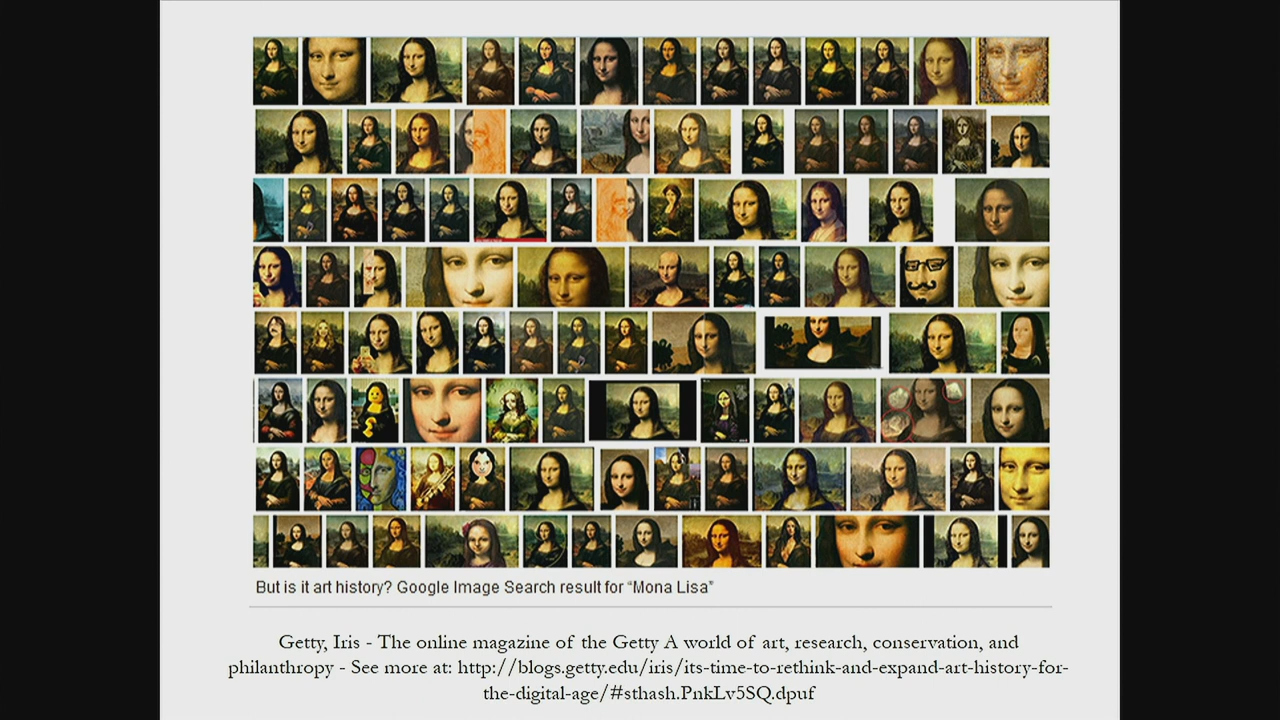 But is it art history? Google Image Search result for “Mona Lisa”
Getty, Iris - The online magazine of the Getty A world of art, research, conservation, and
philanthropy - See more at: http://blogs.getty.edu/iris/its-time-to-rethink-and-expand-art-history-for-
the-digital-age/#sthash.PnkLv5SQ.dpuf